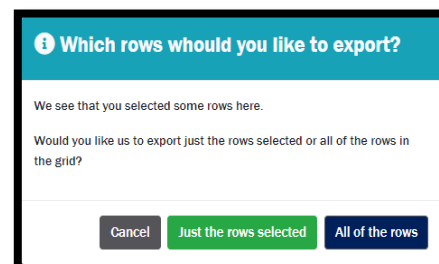 Which rows whould you like to export?
We see that you selected some rows here.
Would you like us to export just the rows selected or all of the rows in
the grid?
Cancel Just the rows selected All of the rows